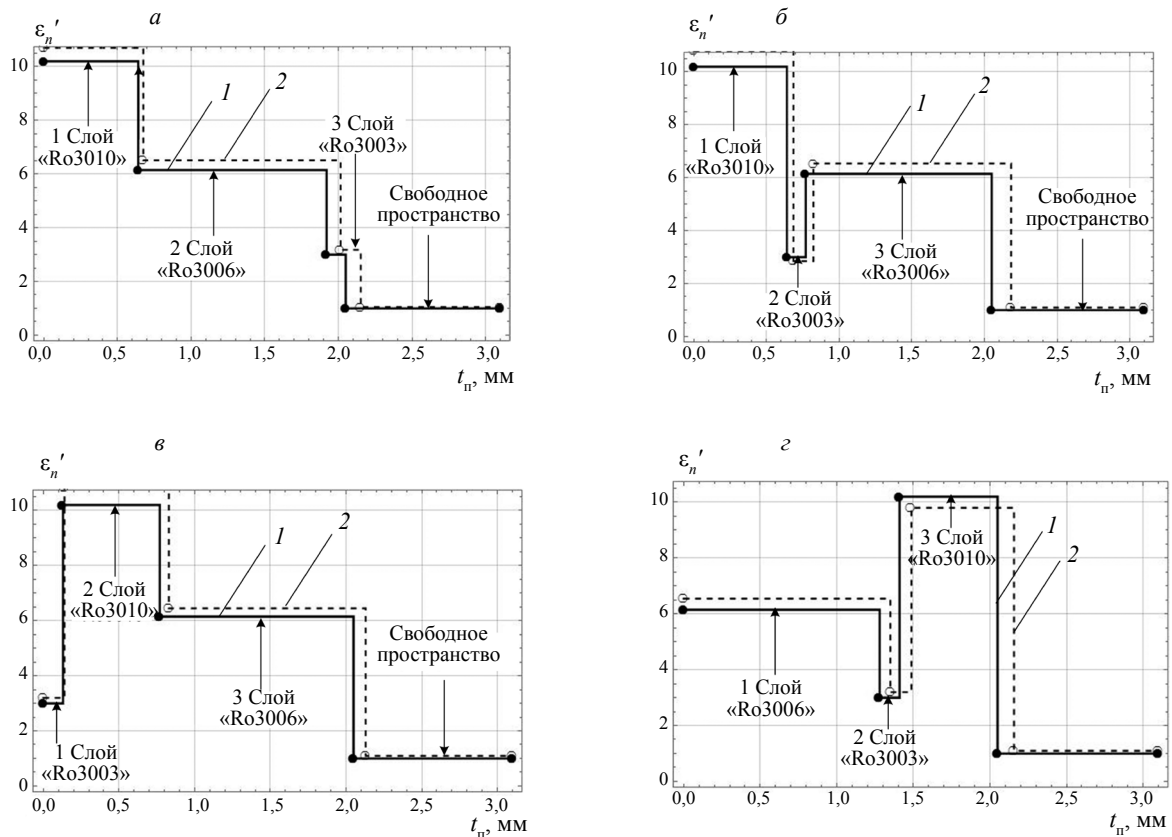 а
εn′
10
8
6
4
2
0
1 Слой
«Ro3010»
1
2
3 Слой
«Ro3003»
Свободное
пространство
2 Слой
«Ro3006»
0,0 0,5 1,0 1,5 2,0 2,5 3,0
tп, мм
б
εn′
10
8
6
4
2
0
1 Слой
«Ro3010»
1
2
Свободное
пространство
3 Слой
«Ro3006»
2 Слой
«Ro3003»
0,0 0,5 1,0 1,5 2,0 2,5 3,0
tп, мм
в
εn′
10
8
6
4
2
0
1
2
2 Слой
«Ro3010»
Свободное
пространство
3 Слой
«Ro3006»
1 Слой
«Ro3003»
0,0 0,5 1,0 1,5 2,0 2,5 3,0
tп, мм
г
εn′
10
8
6
4
2
0
3 Слой
«Ro3010»
1
2
Свободное
пространство
1 Слой
«Ro3006»
2 Слой
«Ro3003»
0,0 0,5 1,0 1,5 2,0 2,5 3,0
tп, мм